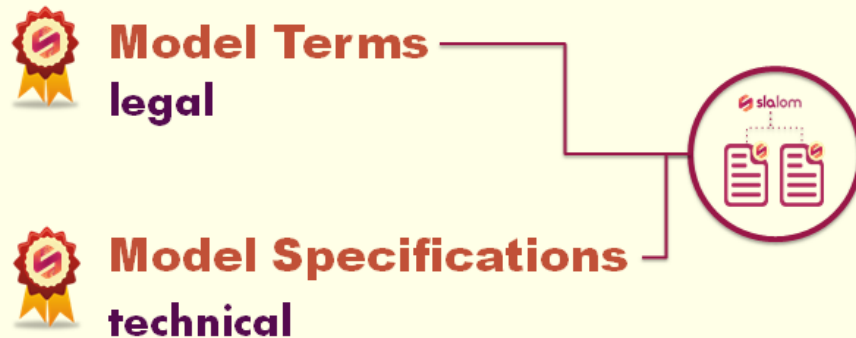 Model Terms
legal
slalom
Model Specifications
technical